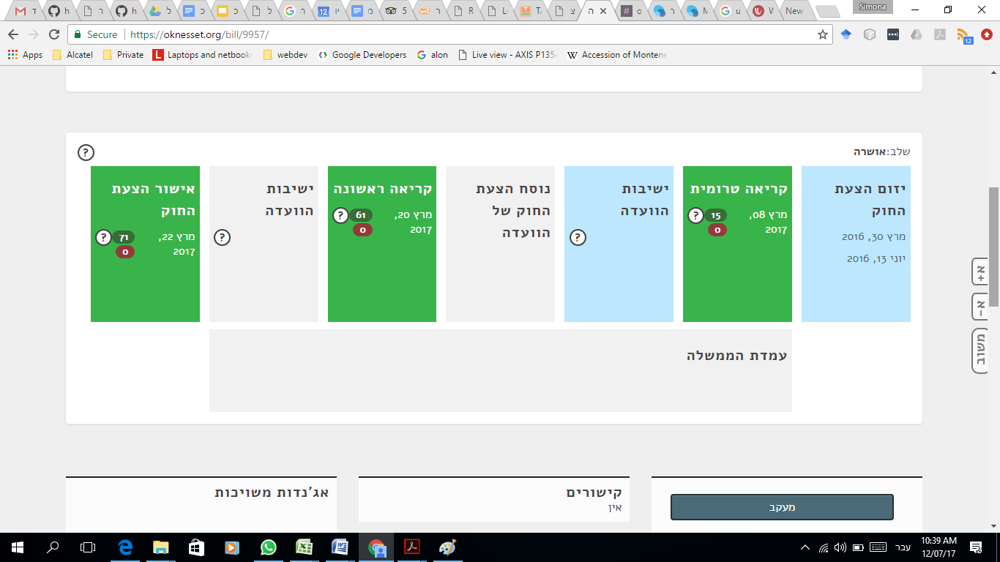 Simona
דו
h
ה
h
ל
כ
כ
ל
ה
יו
מ
5
ר
R
L
T
צ
ה
o
ר
M
u
W
New
Secure
https://oknesset.org/bill/9957/
12
Apps
Alcatel
Private
Laptops and netbook
webdev
Google Developers
alon
Live view - AXIS P135
Accession of Montene
שלב:אושרה
?
יזום הצעת
החוק
מרץ 30, 2016
יוני 13, 2016
קריאה טרומית
מרץ 08,
2017
15
0
?
ישיבות
הוועדה
?
נוסח הצעת
החוק של
הוועדה
קריאה ראשונה
מרץ 20,
2017
61
0
?
ישיבות
הוועדה
?
אישור הצעת
החוק
מרץ 22,
2017
71
0
?
עמדת הממשלה
א+
א-
משוב
מעקב
קישורים
אין
אג'נדות משויכות
עבר
10:39 AM
12/07/17